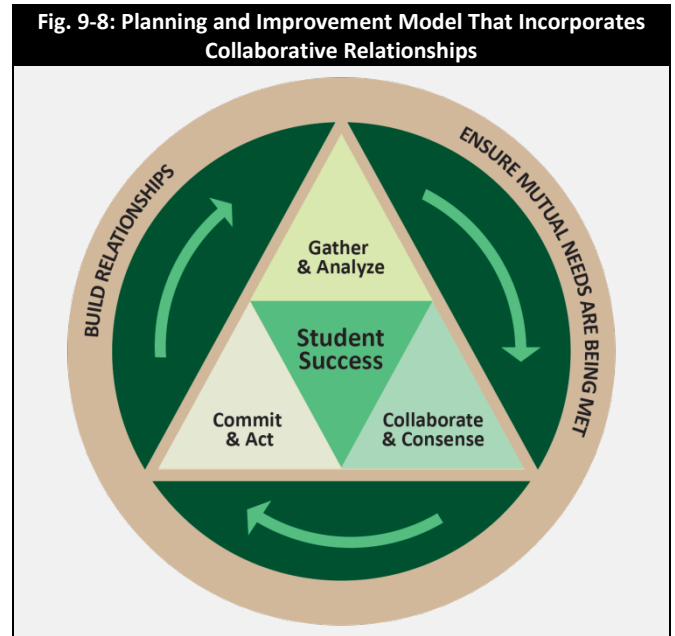 Fig. 9-8: Planning and Improvement Model That Incorporates
Collaborative Relationships
BUILD RELATIONSHIPS
ENSURE MUTUAL NEEDS ARE BEING MET
Gather
& Analyze
Student
Success
Commit
& Act
Collaborate
& Consense